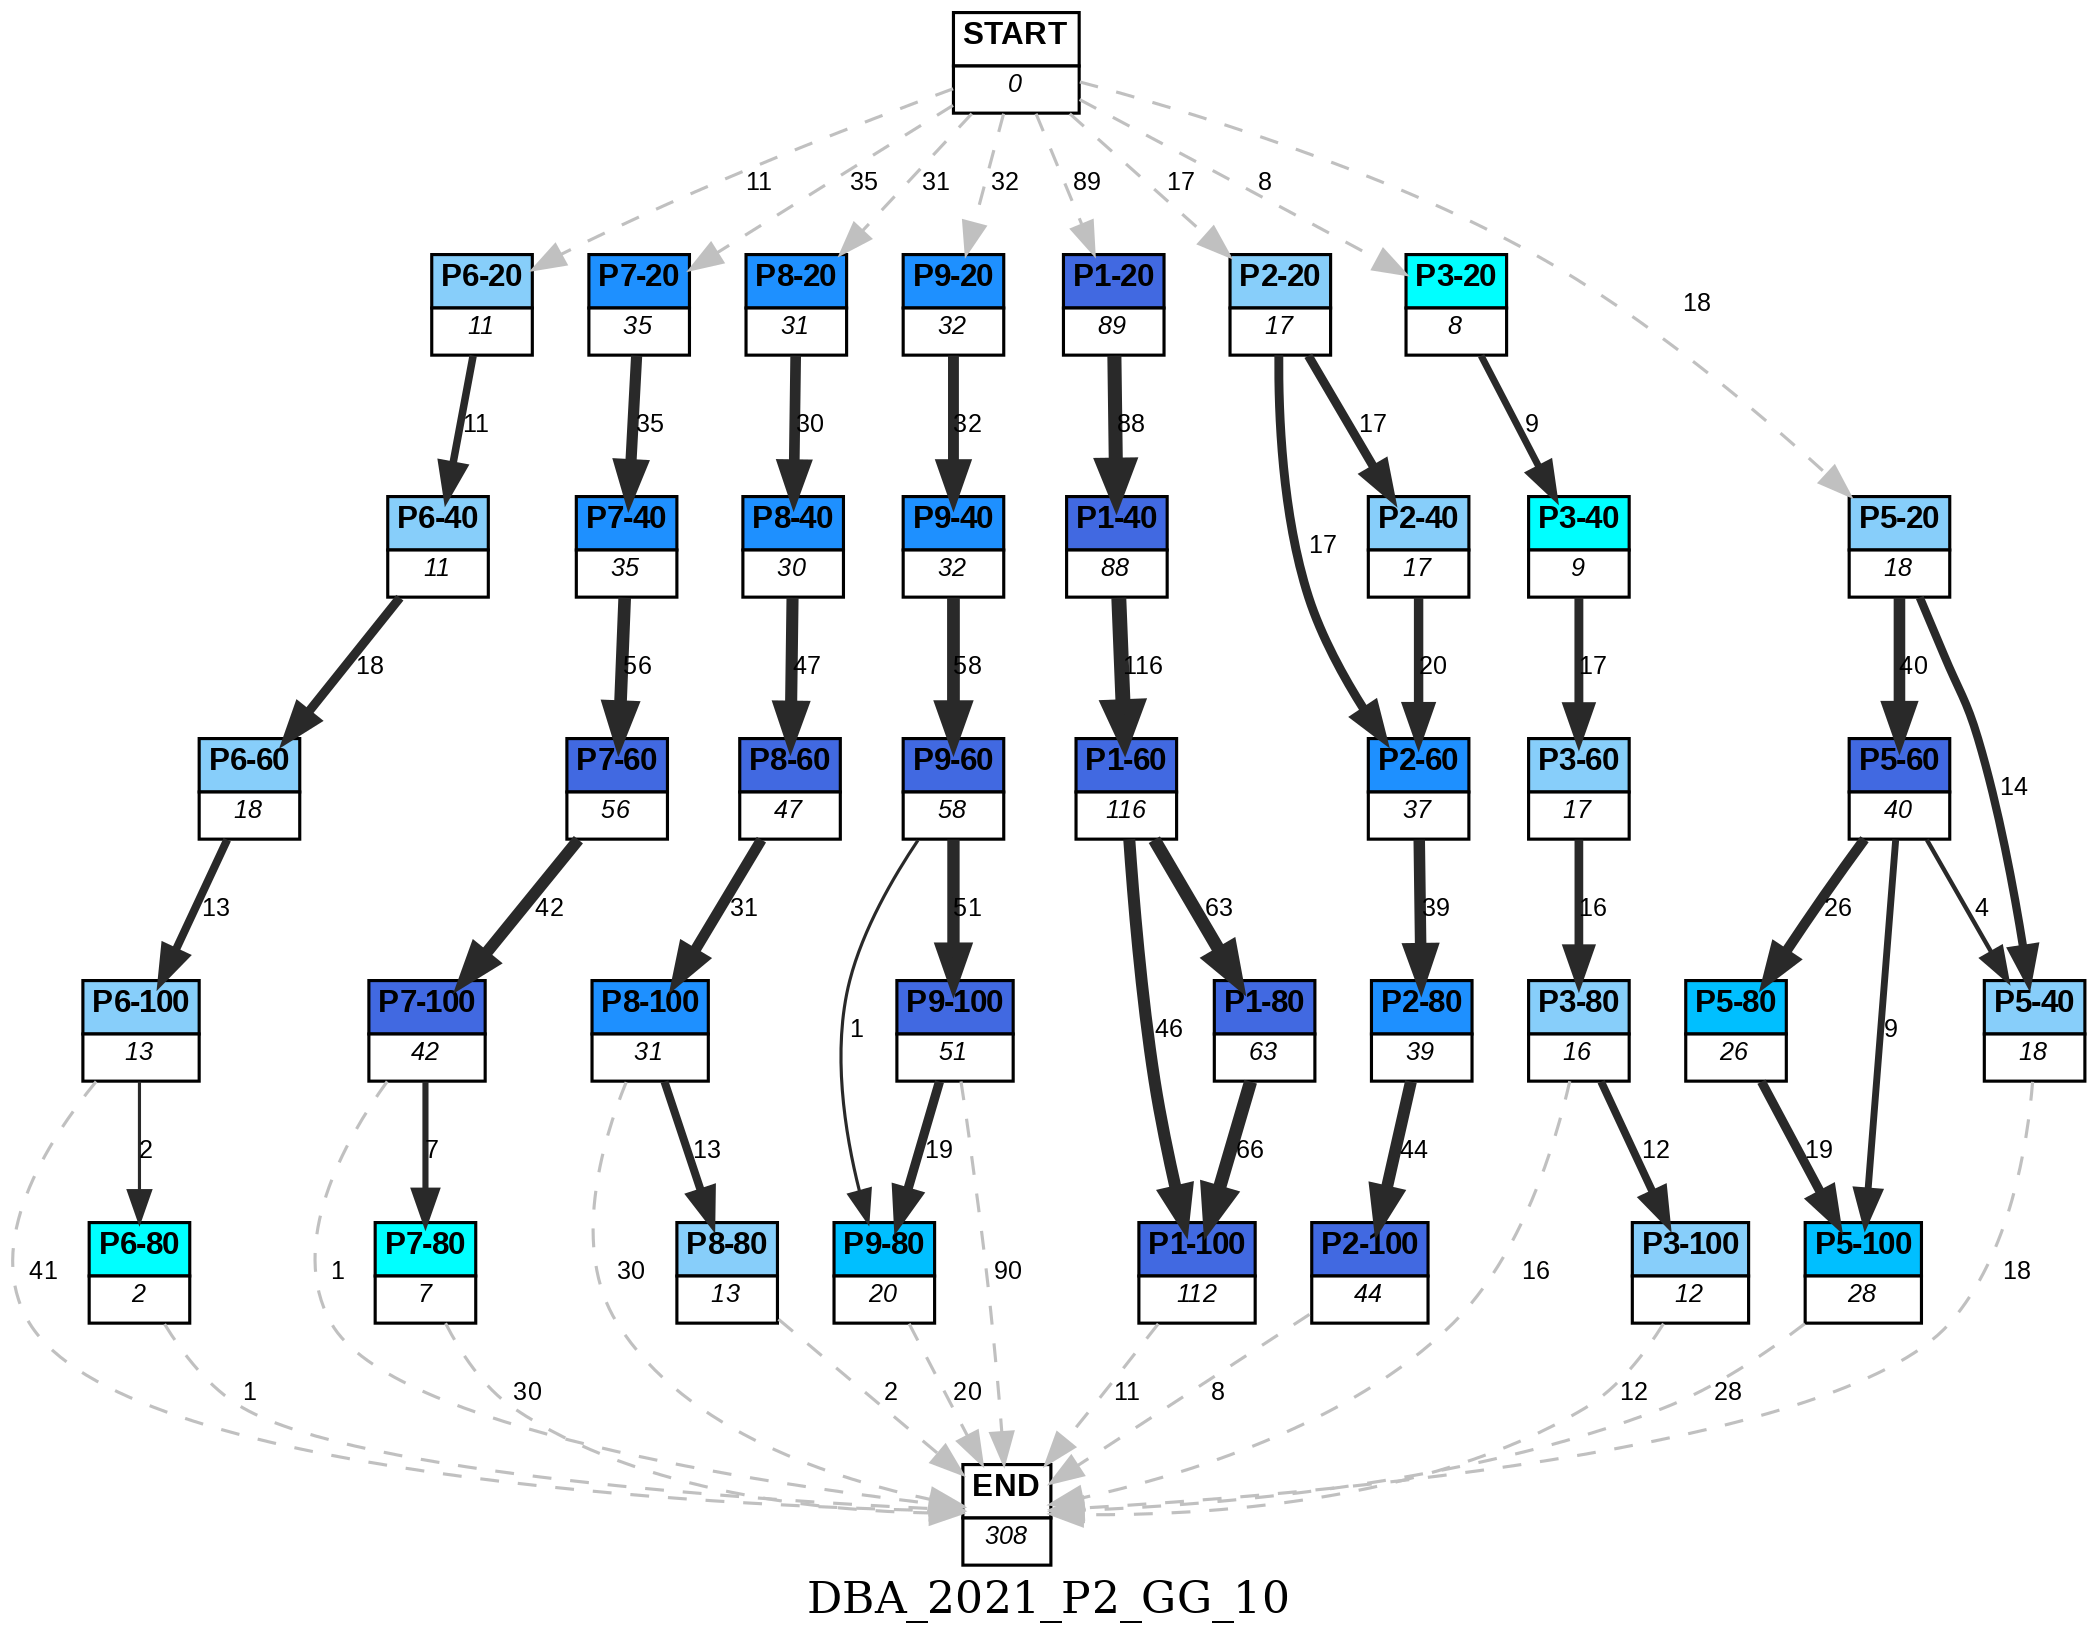 START
0
11 35 31 32 89 17 8
18
P6-20 P7-20 P8-20 P9-20 P1-20 P2-20 P3-20
11 35 31 32 89 17 8
11 35 30 32 88 17 9
P6-40 P7-40 P8-40 P9-40 P1-40 P2-40 P3-40 P5-20
17
11 35 30 32 88 17 9 18
18 56 47 58 116 20 17 40
P6-60 P7-60 P8-60 P9-60 P1-60 P2-60 P3-60 P5-60
14
18 56 47 58 116 37 17 40
13 42 31 51 63 39 16 26 4
P6-100 P7-100 P8-100 P9-100 P1-80 P2-80 P3-80 P5-80 P5-40
1 46 9
13 42 31 51 63 39 16 26 18
2 7 13 19 66 44 12 19
P6-80 P7-80 P8-80 P9-80 P1-100 P2-100 P3-100 P5-100
41 1 30 90 16 18
2 7 13 20 112 44 12 28
1 30 2 20 11 8 12 28
END
308
DBA_2021_P2_GG_10